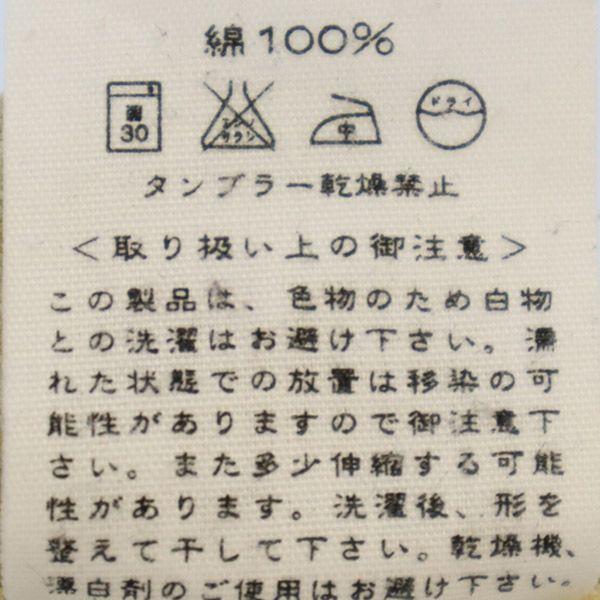 綿100%
弱
30
エンソ
サラシ
中
ドライ
タンブラー乾燥禁止
<取り扱い上の御注意>
この製品は、色物のため白物
との洗濯はお避け下さい。濡
れた状態での放置は移染の可
能性がありますので御注意下
さい。また多少伸縮する可能
性があります。洗濯後、形を
整えて干して下さい。乾燥機、
漂白剤のご使用はお避け下さい。